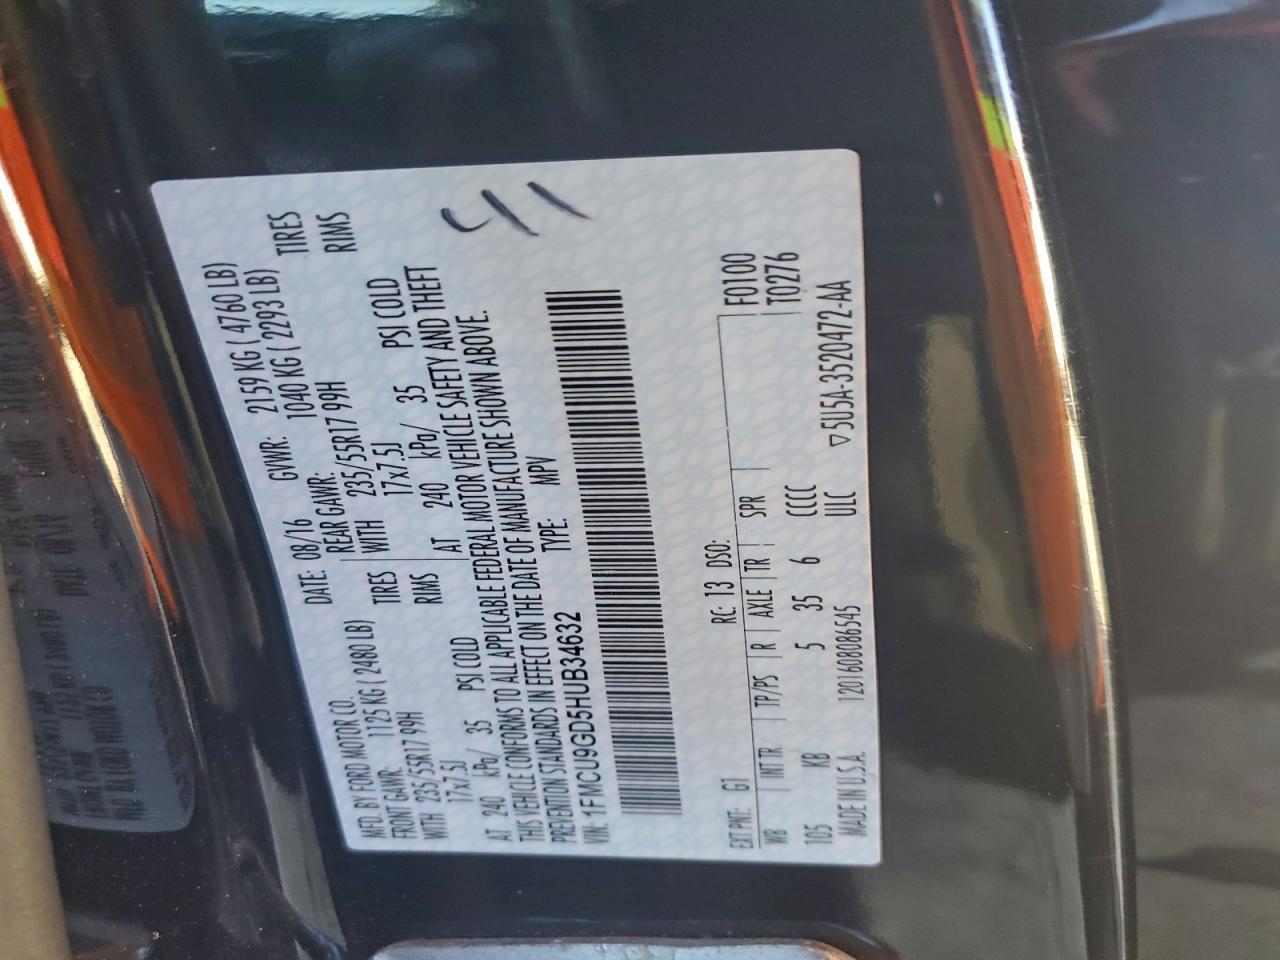 MFD. BY FORD MOTOR CO.
DATE: 08/16 GVWR: 2159 KG ( 4760 LB)
FRONT GAWR: 1125 KG ( 2480 LB) REAR GAWR: 1040 KG ( 2293 LB)
WITH 235/55R17 99H TIRES WITH 235/55R17 99H TIRES
17x7.5J RIMS 17x7.5J RIMS
AT 240 kPa/ 35 PSI COLD AT 240 kPa/ 35 PSI COLD
THIS VEHICLE CONFORMS TO ALL APPLICABLE FEDERAL MOTOR VEHICLE SAFETY AND THEFT
PREVENTION STANDARDS IN EFFECT ON THE DATE OF MANUFACTURE SHOWN ABOVE.
VIN: 1FMCU9GD5HUB34632 TYPE: MPV
41
EXT PNT: G1 RC: 13 DSO: F0100
WB INT TR TP/PS R AXLE TR SPR T0276
105 KB 5 35 6 CCCC
MADE IN U.S.A. 1201608086545 ULC ▽5U5A-3520472-AA